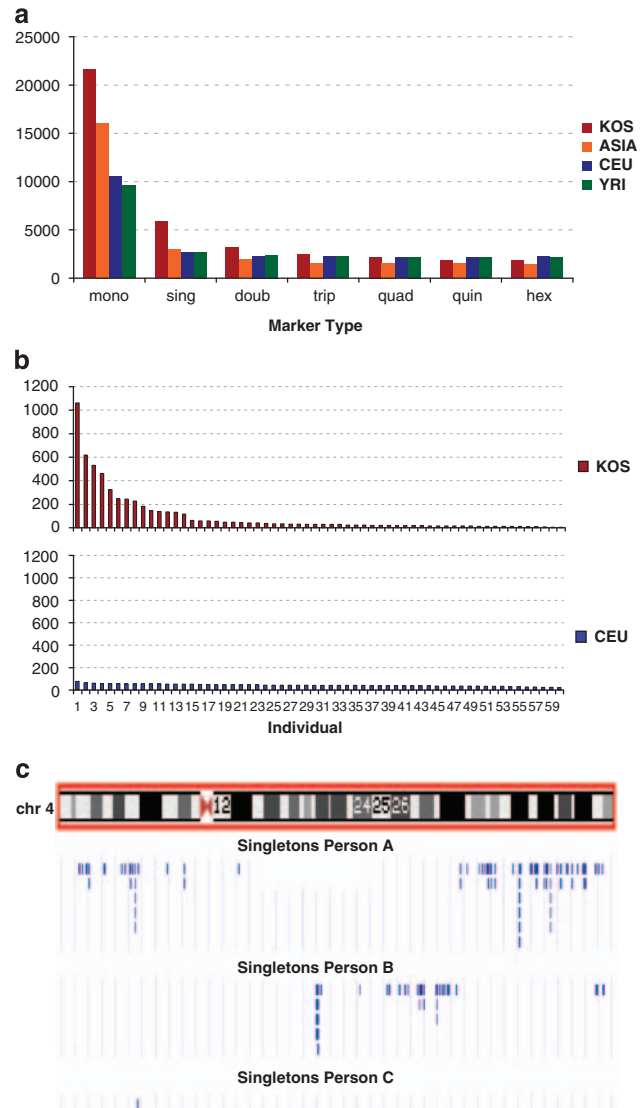 a
25000
20000
15000
10000
5000
0
mono sing doub trip quad quin hex
Marker Type
KOS
ASIA
CEU
YRI
b
1200
1000
800
600
400
200
0
KOS
1200
1000
800
600
400
200
0
CEU
1 3 5 7 9 11 13 15 17 19 21 23 25 27 29 31 33 35 37 39 41 43 45 47 49 51 53 55 57 59
Individual
c
chr 4
12 24 25 26
Singletons Person A
Singletons Person B
Singletons Person C